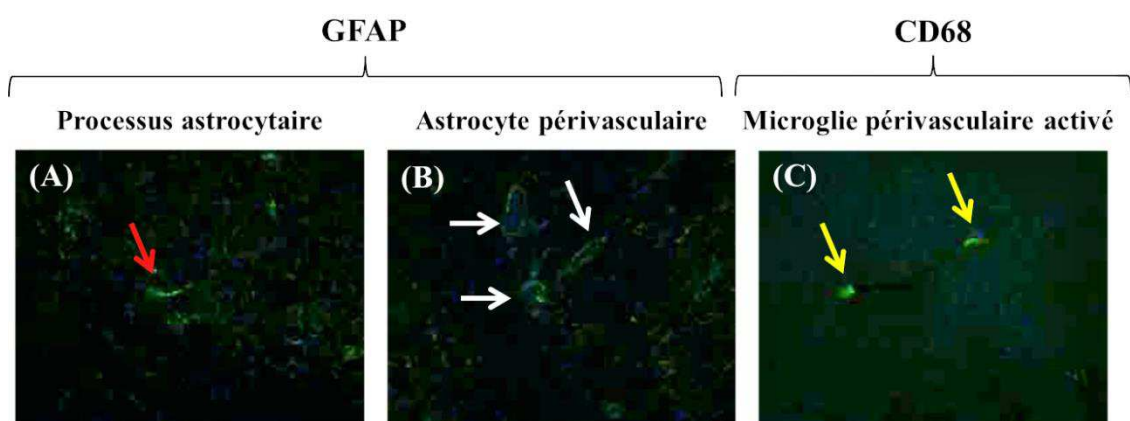 GFAP
CD68
Processus astrocytaire
Astrocyte périvasculaire
Microglie périvasculaire activé
(A)
(B)
(C)